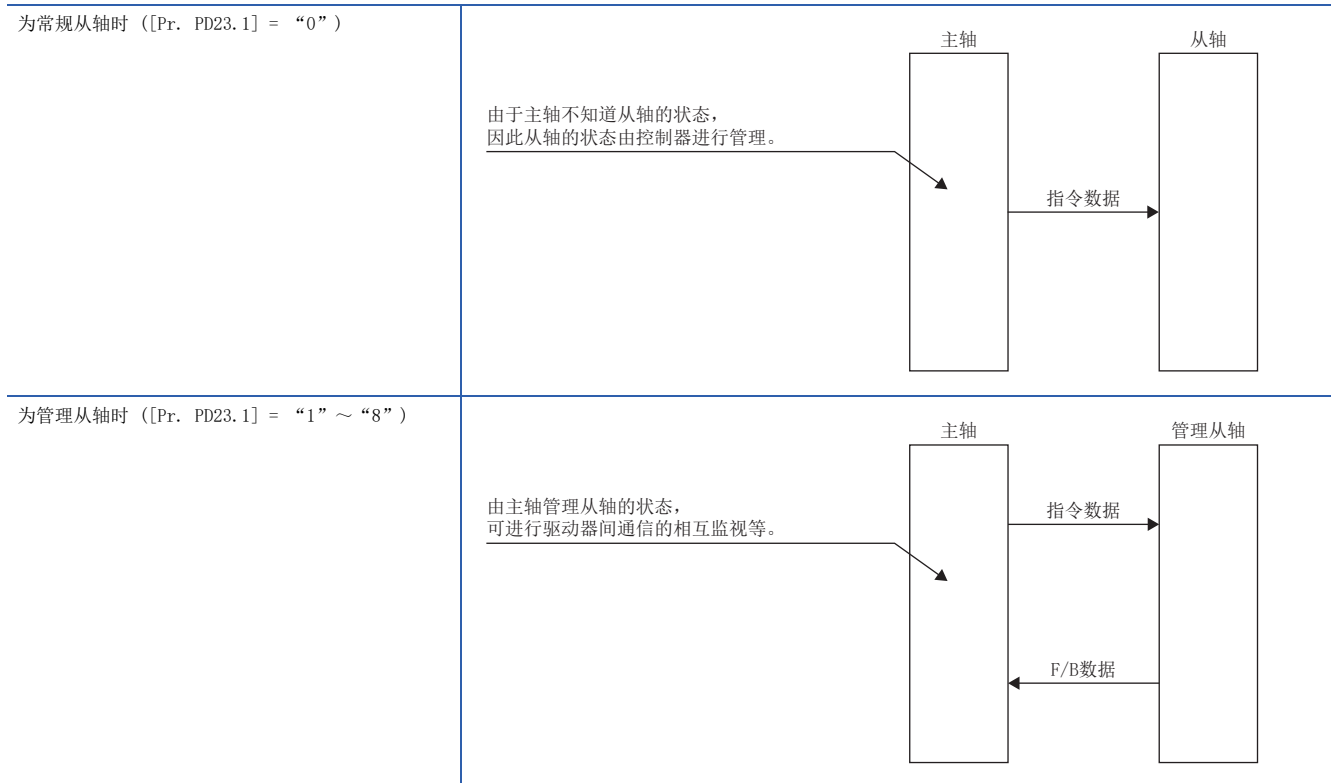 为常规从轴时 ([Pr. PD23.1] = “0”)
主轴
从轴
由于主轴不知道从轴的状态，
因此从轴的状态由控制器进行管理。
指令数据
为管理从轴时 ([Pr. PD23.1] = “1”～“8”)
主轴
管理从轴
由主轴管理从轴的状态，
可进行驱动器间通信的相互监视等。
指令数据
F/B数据